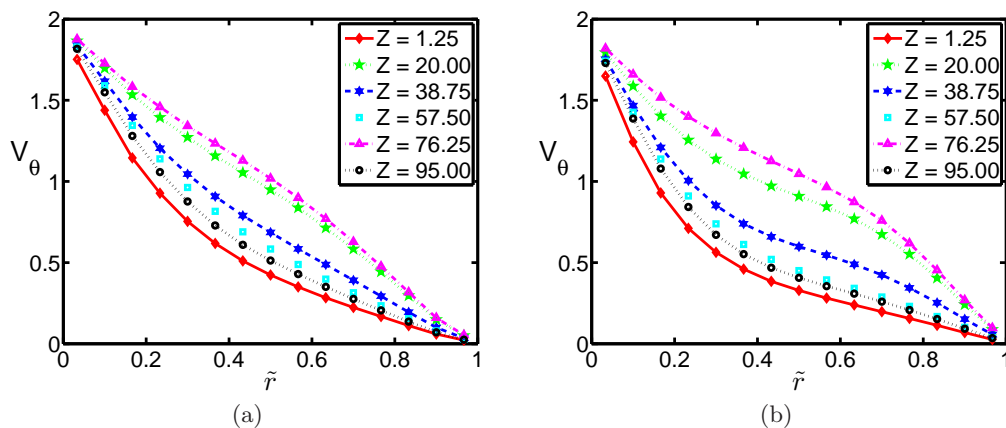 2
1.5
1
0.5
0
V_θ
0 0.2 0.4 0.6 0.8 1
r̃
Z = 1.25
Z = 20.00
Z = 38.75
Z = 57.50
Z = 76.25
Z = 95.00
(a)
2
1.5
1
0.5
0
V_θ
0 0.2 0.4 0.6 0.8 1
r̃
Z = 1.25
Z = 20.00
Z = 38.75
Z = 57.50
Z = 76.25
Z = 95.00
(b)